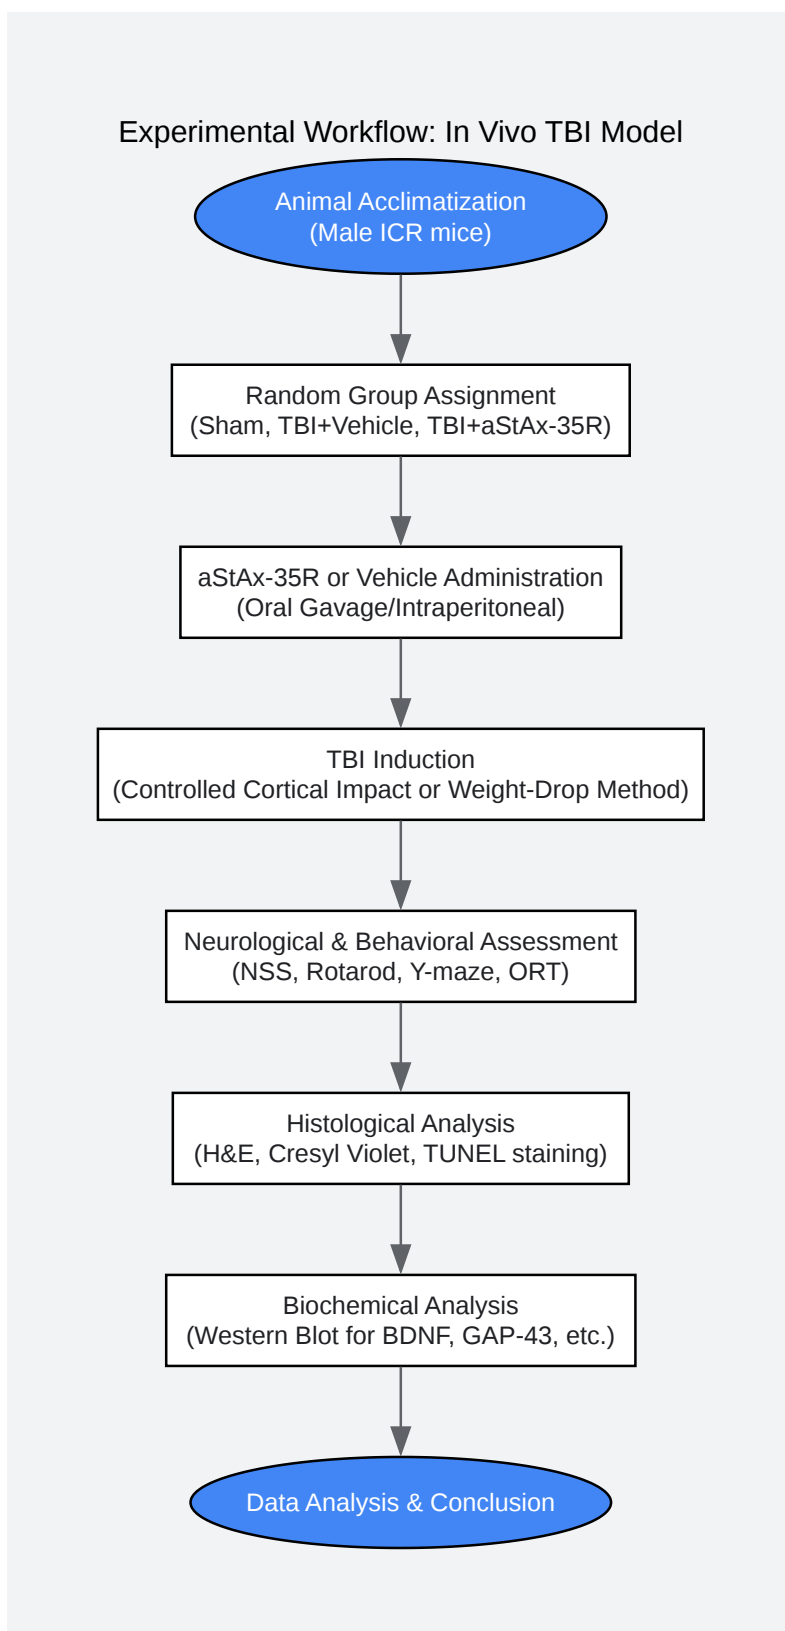 Experimental Workflow: In Vivo TBI Model
Animal Acclimatization
(Male ICR mice)
Random Group Assignment
(Sham, TBI+Vehicle, TBI+aStAx-35R)
aStAx-35R or Vehicle Administration
(Oral Gavage/Intraperitoneal)
TBI Induction
(Controlled Cortical Impact or Weight-Drop Method)
Neurological & Behavioral Assessment
(NSS, Rotarod, Y-maze, ORT)
Histological Analysis
(H&E, Cresyl Violet, TUNEL staining)
Biochemical Analysis
(Western Blot for BDNF, GAP-43, etc.)
Data Analysis & Conclusion